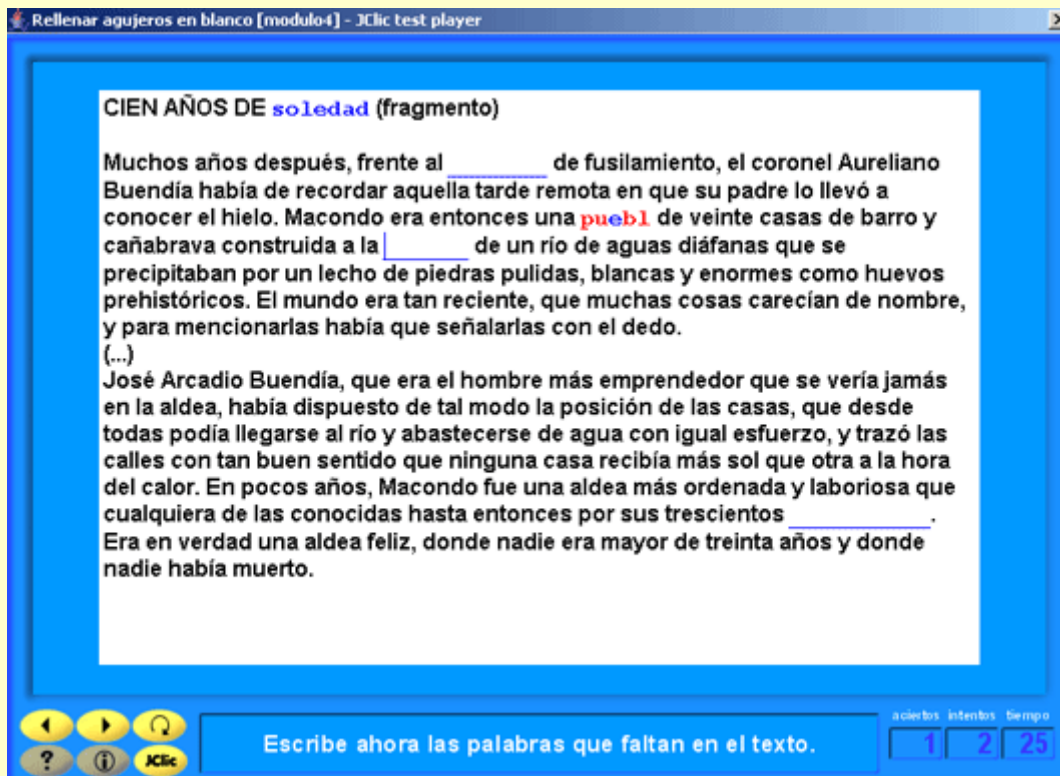 Rellenar agujeros en blanco [modulo4] - JClic test player
CIEN AÑOS DE soledad (fragmento)
Muchos años después, frente al de fusilamiento, el coronel Aureliano
Buendía había de recordar aquella tarde remota en que su padre lo llevó a
conocer el hielo. Macondo era entonces una puebl de veinte casas de barro y
cañabrava construida a la de un río de aguas diáfanas que se
precipitaban por un lecho de piedras pulidas, blancas y enormes como huevos
prehistóricos. El mundo era tan reciente, que muchas cosas carecían de nombre,
y para mencionarlas había que señalarlas con el dedo.
(...)
José Arcadio Buendía, que era el hombre más emprendedor que se vería jamás
en la aldea, había dispuesto de tal modo la posición de las casas, que desde
todas podía llegarse al río y abastecerse de agua con igual esfuerzo, y trazó las
calles con tan buen sentido que ninguna casa recibía más sol que otra a la hora
del calor. En pocos años, Macondo fue una aldea más ordenada y laboriosa que
cualquiera de las conocidas hasta entonces por sus trescientos .
Era en verdad una aldea feliz, donde nadie era mayor de treinta años y donde
nadie había muerto.
aciertos intentos tiempo
Escribe ahora las palabras que faltan en el texto.
1 2 25
? i JClic